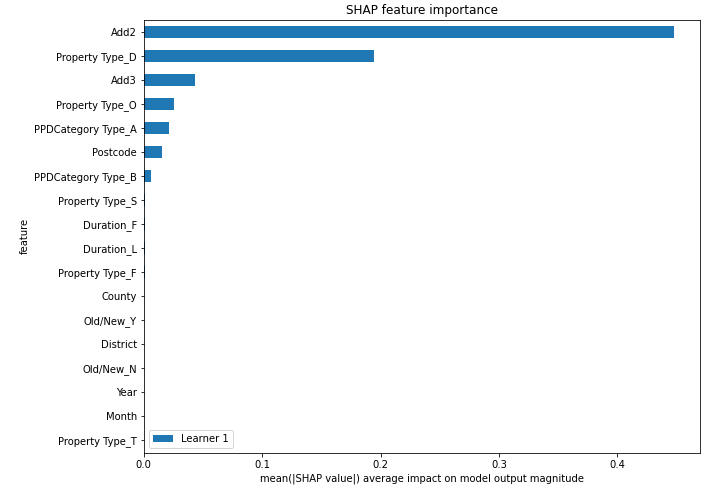 SHAP feature importance
Add2
Property Type_D
Add3
Property Type_O
PPDCategory Type_A
Postcode
PPDCategory Type_B
Property Type_S
Duration_F
Duration_L
Property Type_F
County
Old/New_Y
District
Old/New_N
Year
Month
Property Type_T
feature
Learner 1
0.0 0.1 0.2 0.3 0.4
mean(|SHAP value|) average impact on model output magnitude